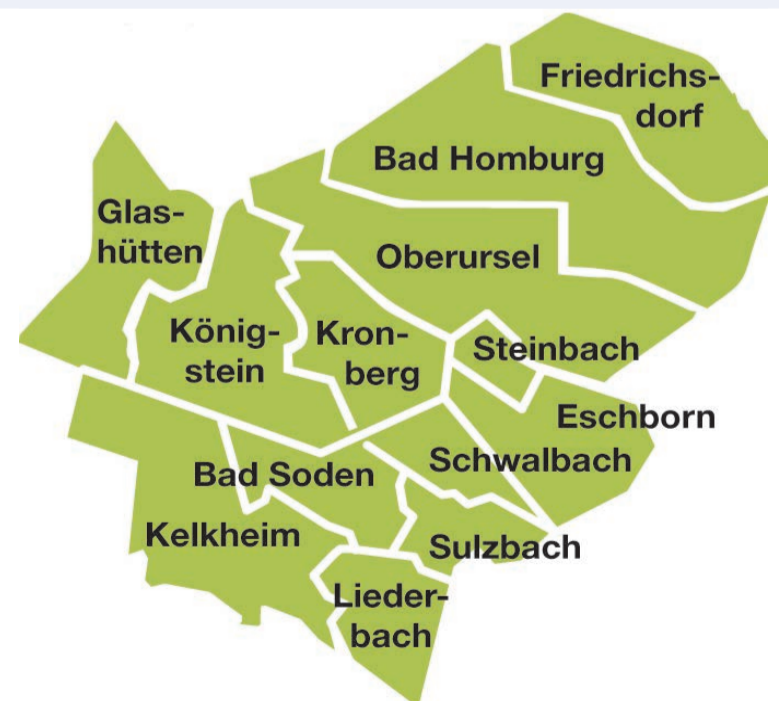 Friedrichs-
dorf
Bad Homburg
Glas-
hütten
Oberursel
König-
stein
Kron-
berg
Steinbach
Eschborn
Schwalbach
Bad Soden
Kelkheim
Sulzbach
Lieder-
bach